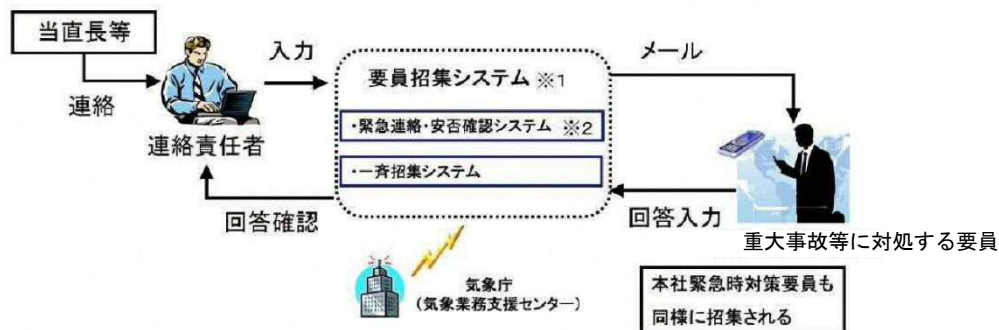 当直長等
連絡
連絡責任者
入力
要員招集システム ※1
・緊急連絡・安否確認システム ※2
・一斉招集システム
メール
回答確認
回答入力
重大事故等に対処する要員
気象庁
(気象業務支援センター)
本社緊急時対策要員も
同様に招集される